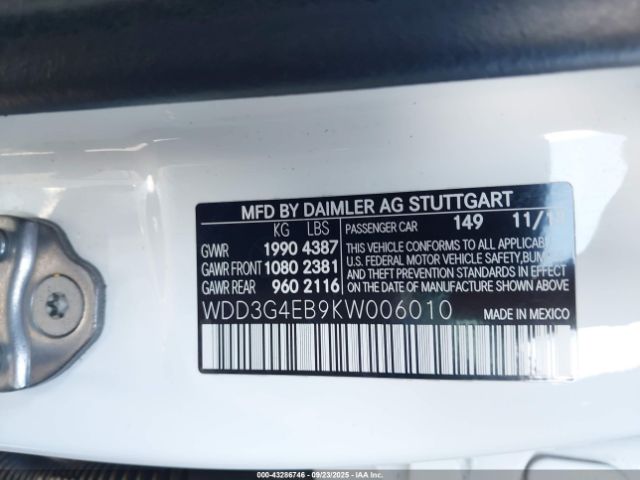 MFD BY DAIMLER AG STUTTGART
KG LBS PASSENGER CAR 149
GVWR 1990 4387
GAWR FRONT 1080 2381
GAWR REAR 960 2116
THIS VEHICLE CONFORMS TO ALL APPLICABLE
U.S. FEDERAL MOTOR VEHICLE SAFETY,
AND THEFT PREVENTION STANDARDS IN EFFECT
ON THE DATE OF MANUFACTURE SHOWN ABOVE
WDD3G4EB9KW006010 MADE IN MEXICO
000-43286746 - 09/23/2025 - IAA Inc.